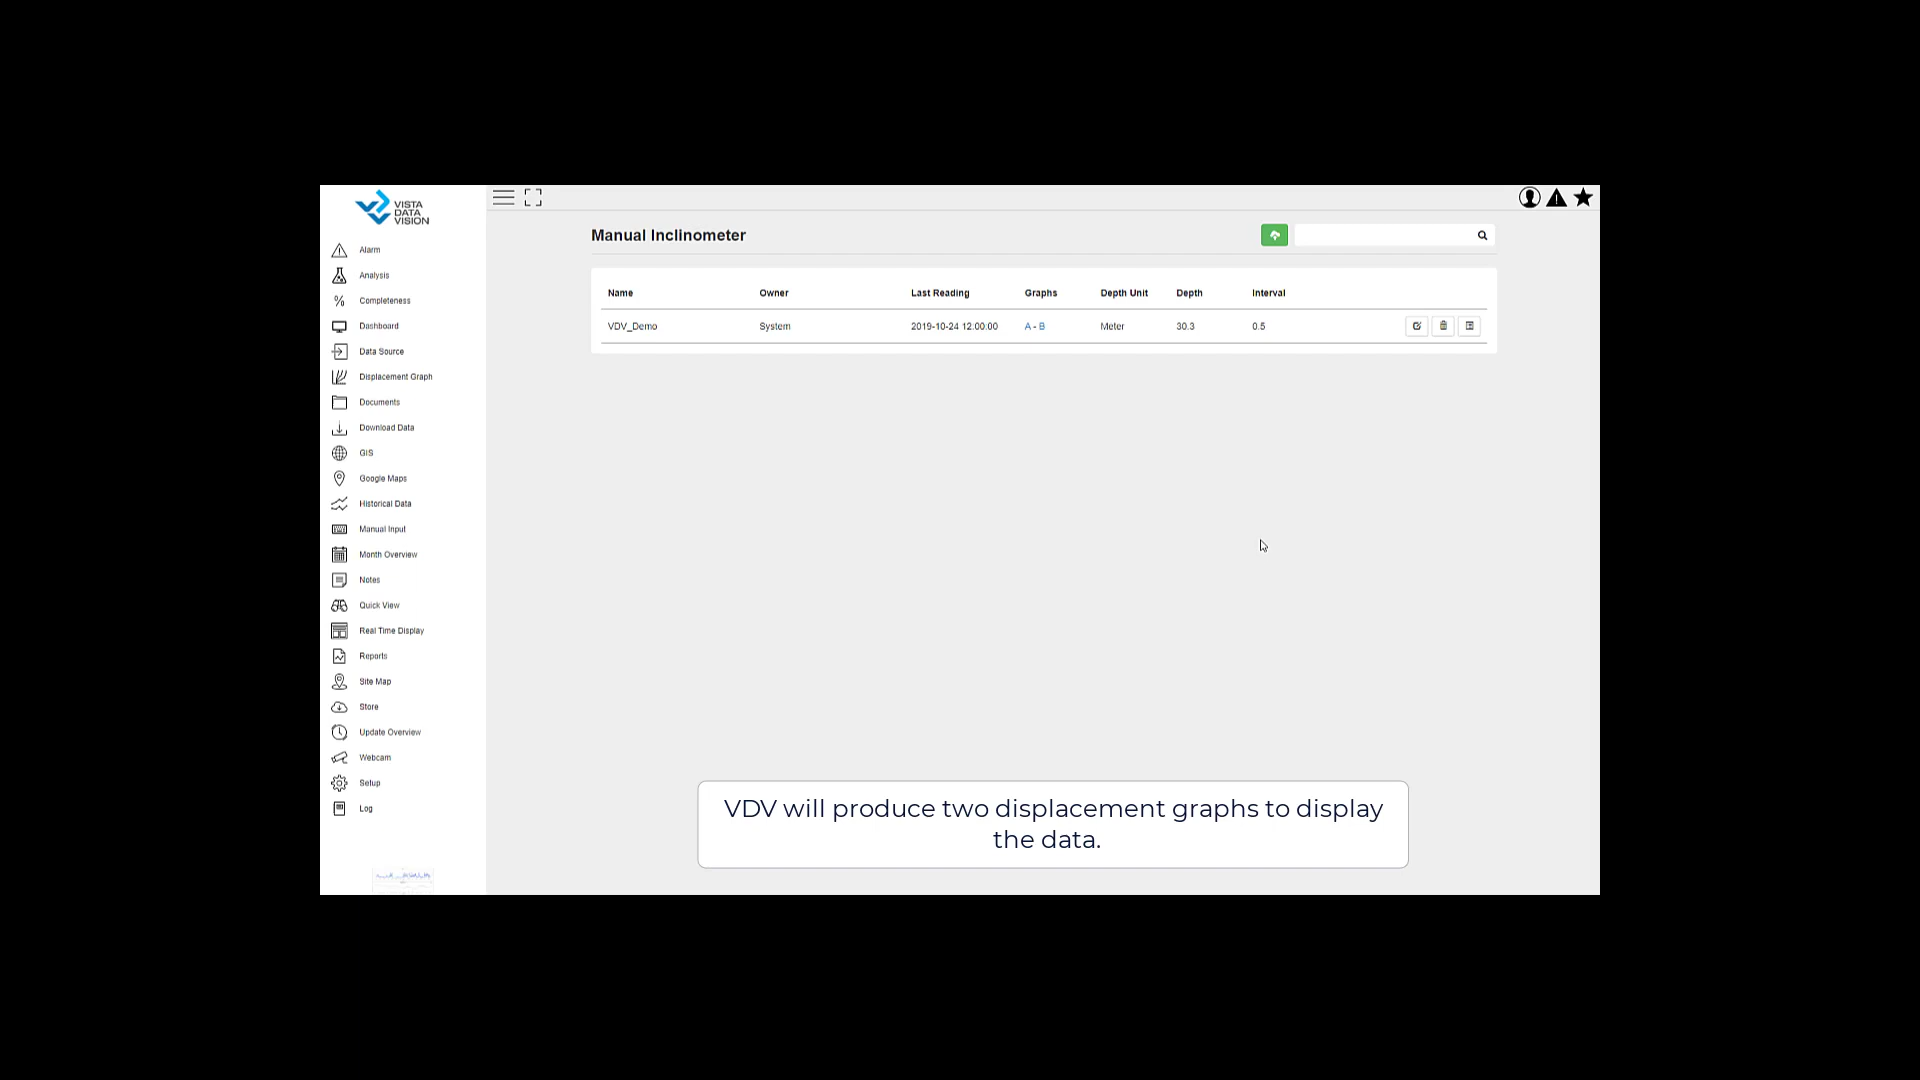 VISTA
DATA
VISION
Alarm
Analysis
% Completeness
Dashboard
Data Source
Displacement Graph
Documents
Download Data
GIS
Google Maps
Historical Data
Manual Input
Month Overview
Notes
Quick View
Real Time Display
Reports
Site Map
Store
Update Overview
Webcam
Setup
Log
Manual Inclinometer
Name Owner Last Reading Graphs Depth Unit Depth Interval
VDV_Demo System 2019-10-24 12:00:00 A - B Meter 30.3 0.5
VDV will produce two displacement graphs to display
the data.